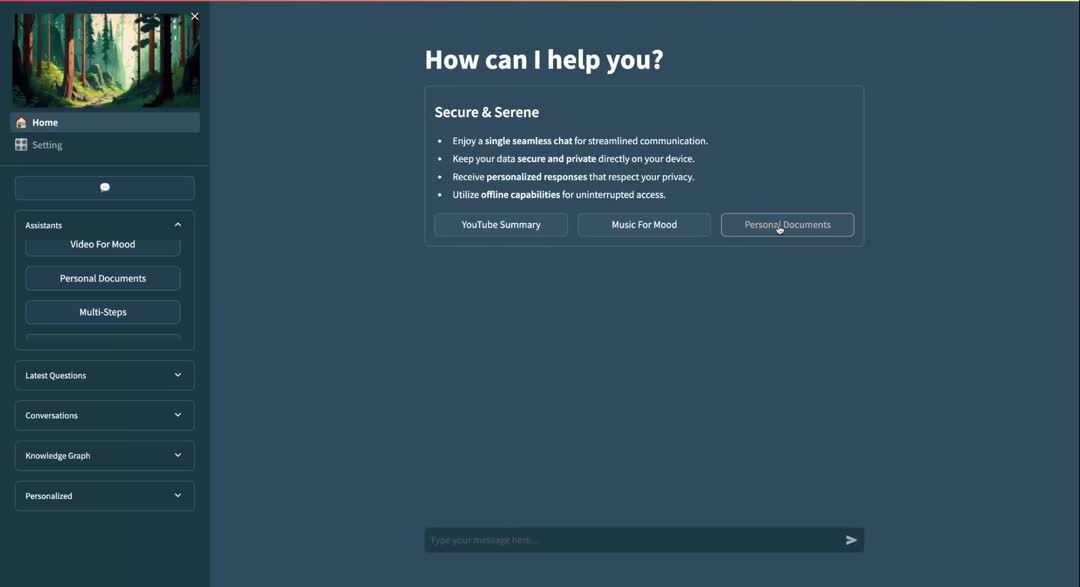 Home
Setting
Assistants
Video For Mood
Personal Documents
Multi-Steps
Latest Questions
Conversations
Knowledge Graph
Personalized
How can I help you?
Secure & Serene
• Enjoy a single seamless chat for streamlined communication.
• Keep your data secure and private directly on your device.
• Receive personalized responses that respect your privacy.
• Utilize offline capabilities for uninterrupted access.
YouTube Summary
Music For Mood
Personal Documents
Type your message here...